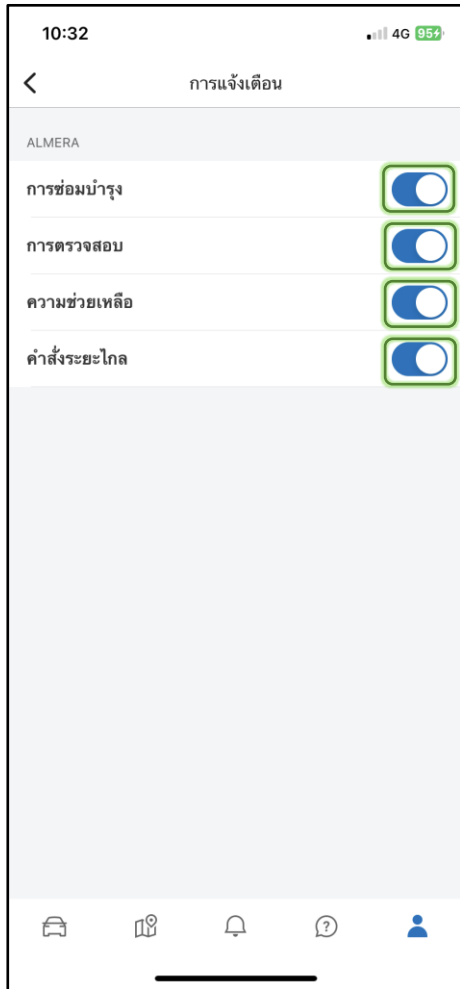 10:32 4G 95
การแจ้งเตือน
ALMERA
การซ่อมบำรุง
การตรวจสอบ
ความช่วยเหลือ
คำสั่งระยะไกล
?